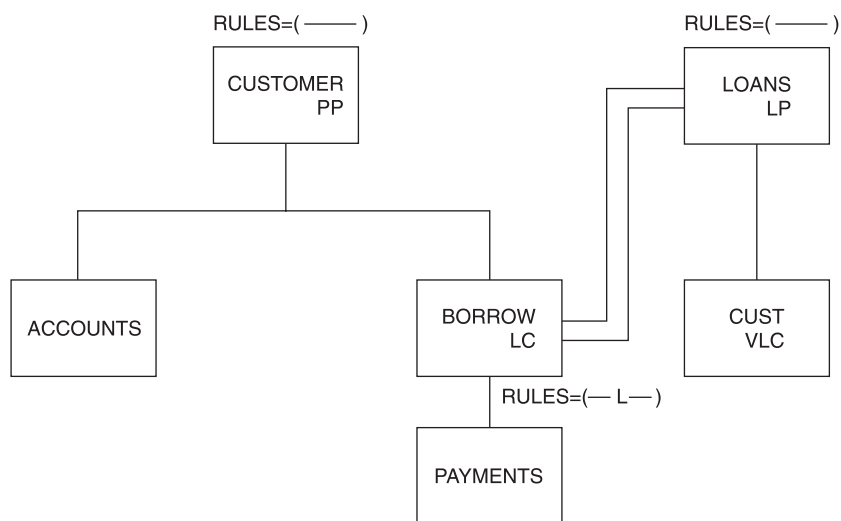 RULES=( —— )
CUSTOMER
PP
RULES=( —— )
LOANS
LP
ACCOUNTS
BORROW
LC
CUST
VLC
RULES=(— L— )
PAYMENTS